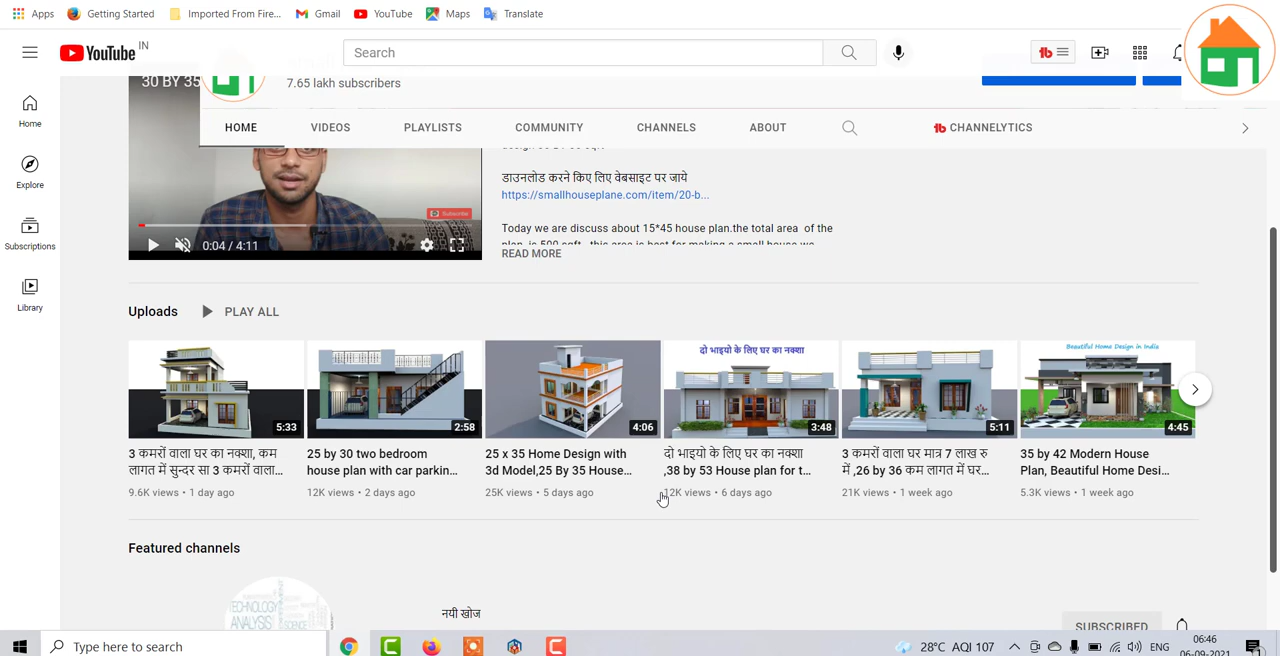 Apps Getting Started Imported From Fire... Gmail YouTube Maps Translate
YouTube IN
Search
30 BY 35
7.65 lakh subscribers
HOME VIDEOS PLAYLISTS COMMUNITY CHANNELS ABOUT CHANNELYTICS
Home
Explore
Subscriptions
Library
डाउनलोड करने किए लिए वेबसाइट पर जाये
https://smallhouseplane.com/item/20-b...
Today we are discuss about 15*45 house plan.the total area of the
READ MORE
Subscribe
0:04 / 4:11
Uploads PLAY ALL
5:33
2:58
4:06
दो भाइयो के लिए घर का नक्शा
3:48
5:11
Beautiful Home Design in India
4:45
3 कमरों वाला घर का नक्शा, कम
लागत में सुन्दर सा 3 कमरों वाला...
9.6K views • 1 day ago
25 by 30 two bedroom
house plan with car parkin...
12K views • 2 days ago
25 x 35 Home Design with
3d Model,25 By 35 House...
25K views • 5 days ago
दो भाइयो के लिए घर का नक्शा
,38 by 53 House plan for t...
12K views • 6 days ago
3 कमरों वाला घर मात्र 7 लाख रु
में ,26 by 36 कम लागत में घर...
21K views • 1 week ago
35 by 42 Modern House
Plan, Beautiful Home Desi...
5.3K views • 1 week ago
Featured channels
TECHNOLOGY
ANALYSIS
SCIENCE
नयी खोज
SUBSCRIBED
Type here to search
28°C AQI 107
ENG
06:46
06-09-2021